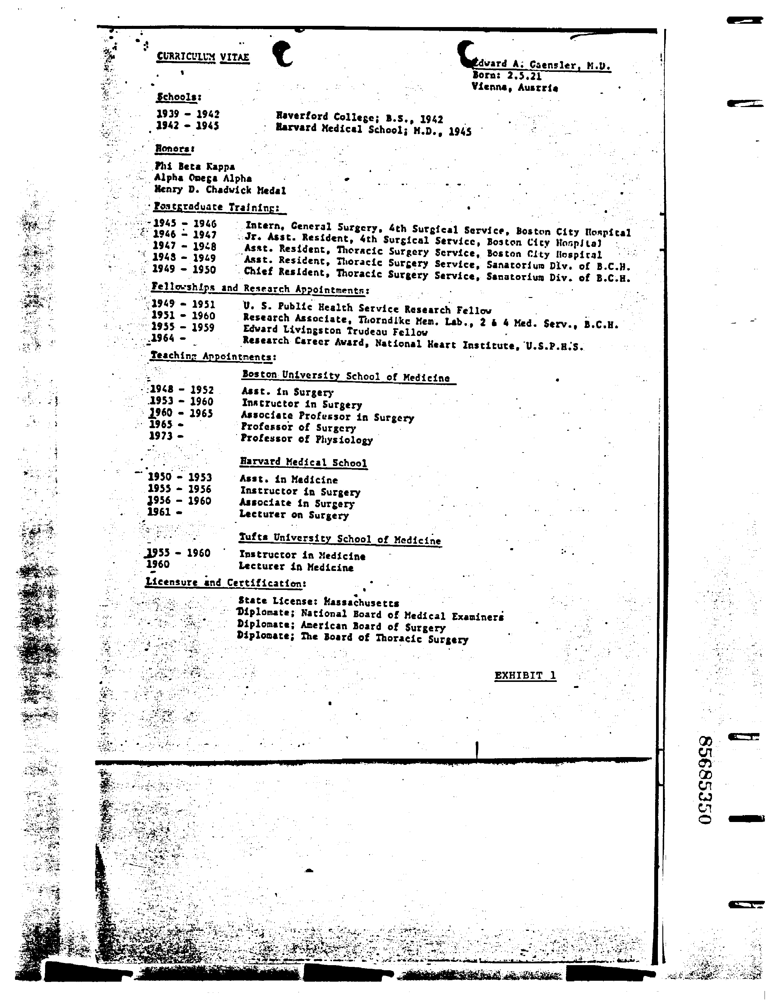 CURRICULUM VITAE
Edward A. Gaensler, M.D.
Born: 2.5.21
Vienna, Austria
Schools:
1939 - 1942 Haverford College; B.S., 1942
1942 - 1945 Harvard Medical School; M.D., 1945
Honors:
Phi Beta Kappa
Alpha Omega Alpha
Henry D. Chadwick Medal
Postgraduate Training:
1945 - 1946 Intern, General Surgery, 4th Surgical Service, Boston City Hospital
1946 - 1947 Jr. Asst. Resident, 4th Surgical Service, Boston City Hospital
1947 - 1948 Asst. Resident, Thoracic Surgery Service, Boston City Hospital
1948 - 1949 Asst. Resident, Thoracic Surgery Service, Sanatorium Div. of B.C.H.
1949 - 1950 Chief Resident, Thoracic Surgery Service, Sanatorium Div. of B.C.H.
Fellowships and Research Appointments:
1949 - 1951 U. S. Public Health Service Research Fellow
1951 - 1960 Research Associate, Thorndike Mem. Lab., 2 & 4 Med. Serv., B.C.H.
1955 - 1959 Edward Livingston Trudeau Fellow
1964 - Research Career Award, National Heart Institute, U.S.P.H.S.
Teaching Appointments:
Boston University School of Medicine
1948 - 1952 Asst. in Surgery
1953 - 1960 Instructor in Surgery
1960 - 1965 Associate Professor in Surgery
1965 - Professor of Surgery
1973 - Professor of Physiology
Harvard Medical School
1950 - 1953 Asst. in Medicine
1955 - 1956 Instructor in Surgery
1956 - 1960 Associate in Surgery
1961 - Lecturer on Surgery
Tufts University School of Medicine
1955 - 1960 Instructor in Medicine
1960 Lecturer in Medicine
Licensure and Certification:
State License: Massachusetts
Diplomate; National Board of Medical Examiners
Diplomate; American Board of Surgery
Diplomate; The Board of Thoracic Surgery
EXHIBIT 1
85685350